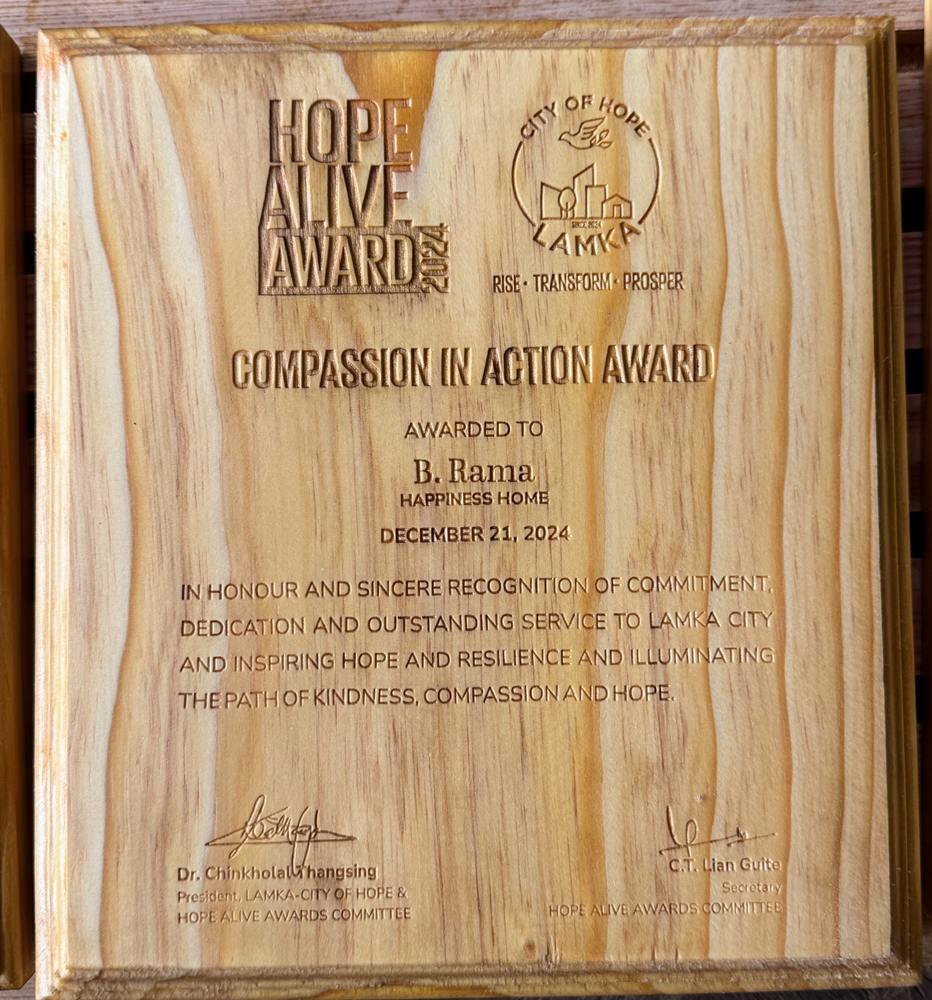 HOPE
ALIVE
AWARD
2024
CITY OF HOPE
LAMKA
RISE · TRANSFORM · PROSPER
COMPASSION IN ACTION AWARD
AWARDED TO
B. Rama
HAPPINESS HOME
DECEMBER 21, 2024
IN HONOUR AND SINCERE RECOGNITION OF COMMITMENT,
DEDICATION AND OUTSTANDING SERVICE TO LAMKA CITY
AND INSPIRING HOPE AND RESILIENCE AND ILLUMINATING
THE PATH OF KINDNESS, COMPASSION AND HOPE.
Dr. Chinkholal Thangsing
President, LAMKA-CITY OF HOPE &
HOPE ALIVE AWARDS COMMITTEE
C.T. Lian Guite
Secretary
HOPE ALIVE AWARDS COMMITTEE